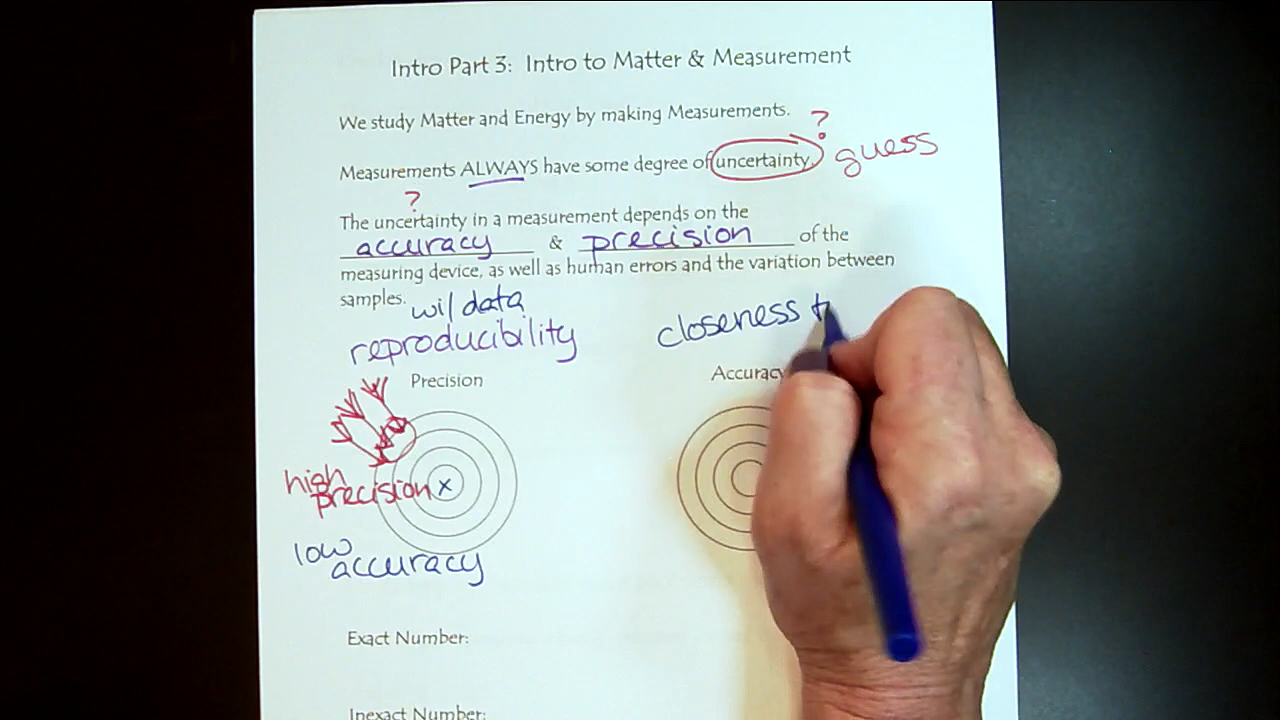 Intro Part 3: Intro to Matter & Measurement
We study Matter and Energy by making Measurements.
?
Measurements ALWAYS have some degree of uncertainty. guess
?
The uncertainty in a measurement depends on the
accuracy & precision of the
measuring device, as well as human errors and the variation between
samples.
w/ data
reproducibility
closeness
Precision
Accuracy
high
precision x
low
accuracy
Exact Number:
Inexact Number: